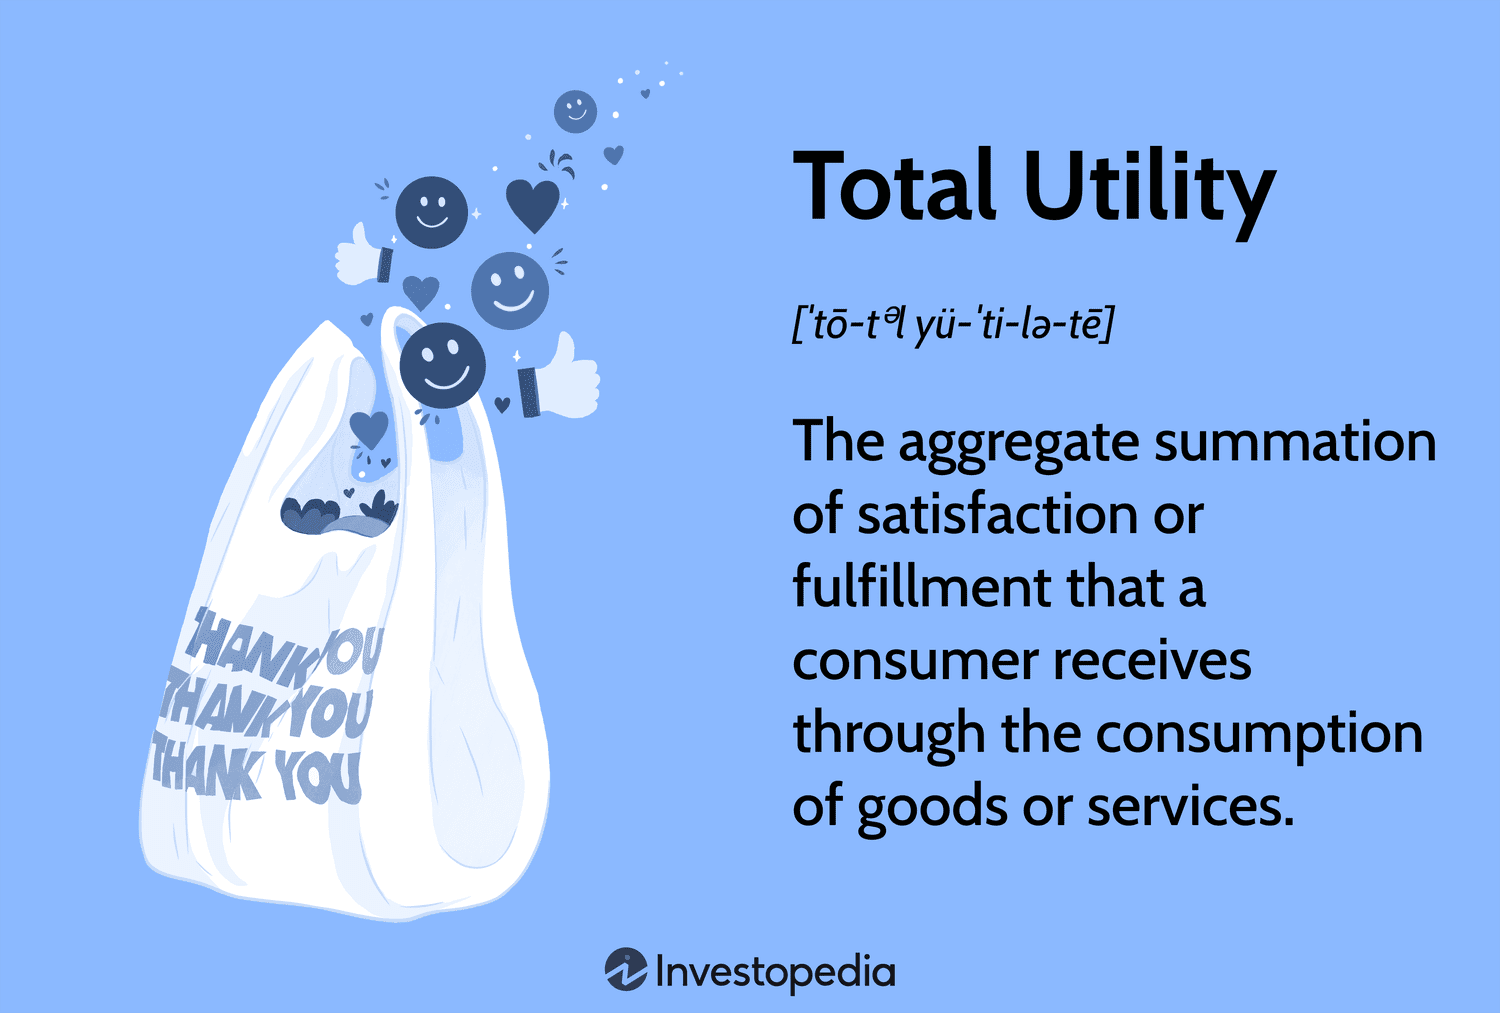 Total Utility
[ˈtō-tᵊl yü-ˈti-lə-tē]
The aggregate summation
of satisfaction or
fulfillment that a
consumer receives
through the consumption
of goods or services.
THANK YOU
THANK YOU
THANK YOU
Investopedia